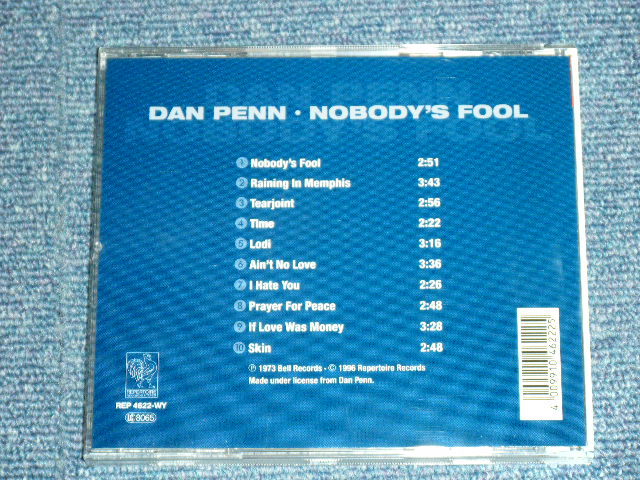 DAN PENN · NOBODY'S FOOL
1 Nobody's Fool 2:51
2 Raining In Memphis 3:43
3 Tearjoint 2:56
4 Time 2:22
5 Lodi 3:16
6 Ain't No Love 3:36
7 I Hate You 2:26
8 Prayer For Peace 2:48
9 If Love Was Money 3:28
10 Skin 2:48
℗ 1973 Bell Records · © 1996 Repertoire Records
Made under license from Dan Penn.
REPERTOIRE
REP 4622-WY
LC 8065
4 009910 462225